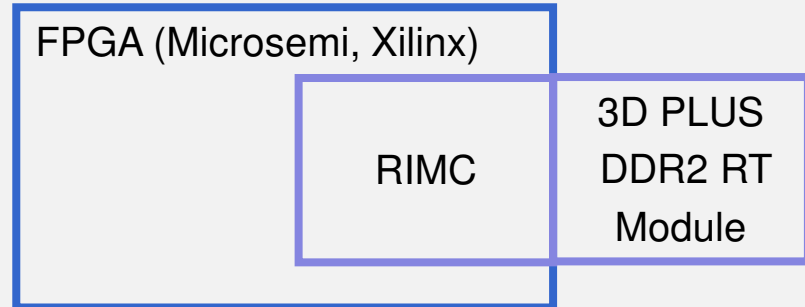 FPGA (Microsemi, Xilinx)
RIMC
3D PLUS
DDR2 RT
Module